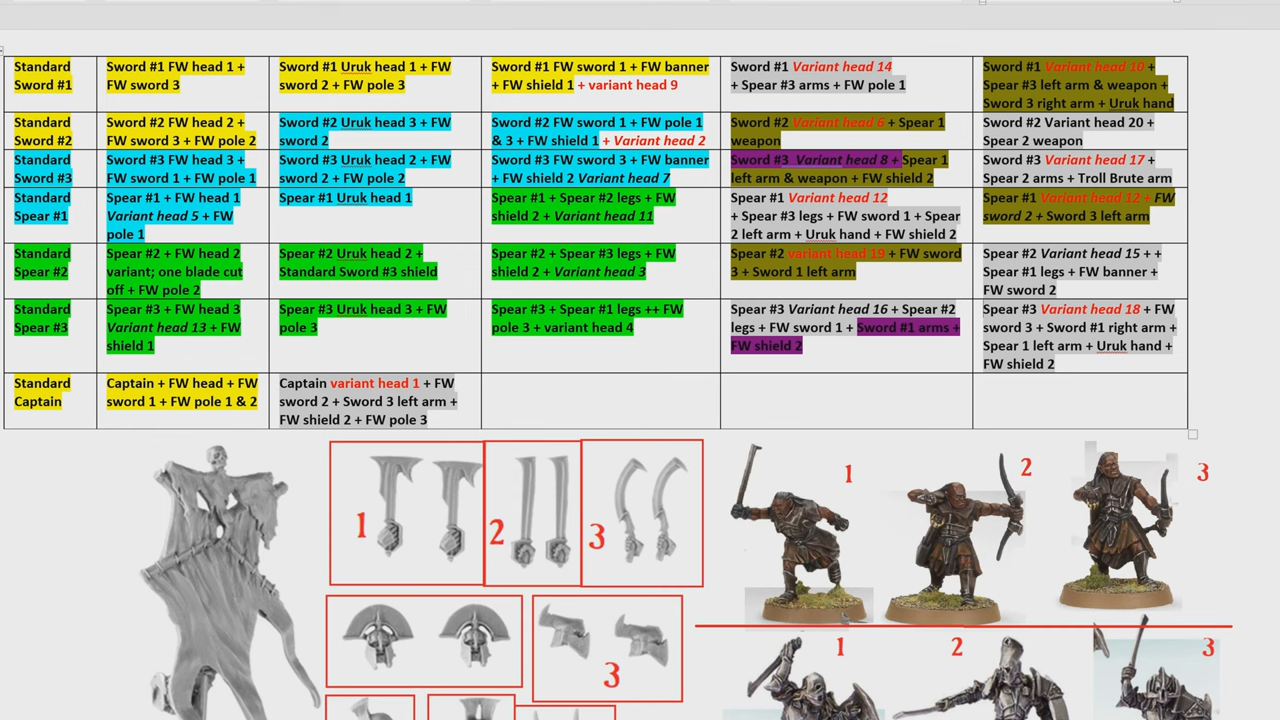 Standard
Sword #1
Sword #1 FW head 1 +
FW sword 3
Sword #1 Uruk head 1 + FW
sword 2 + FW pole 3
Sword #1 FW sword 1 + FW banner
+ FW shield 1 + variant head 9
Sword #1 Variant head 14
+ Spear #3 arms + FW pole 1
Sword #1 Variant head 10 +
Spear #3 left arm & weapon +
Sword 3 right arm + Uruk hand
Standard
Sword #2
Sword #2 FW head 2 +
FW sword 3 + FW pole 2
Sword #2 Uruk head 3 + FW
sword 2
Sword #2 FW sword 1 + FW pole 1
& 3 + FW shield 1 + Variant head 2
Sword #2 Variant head 6 + Spear 1
weapon
Sword #2 Variant head 20 +
Spear 2 weapon
Standard
Sword #3
Sword #3 FW head 3 +
FW sword 1 + FW pole 1
Sword #3 Uruk head 2 + FW
sword 2 + FW pole 2
Sword #3 FW sword 3 + FW banner
+ FW shield 2 Variant head 7
Sword #3 Variant head 8 + Spear 1
left arm & weapon + FW shield 2
Sword #3 Variant head 17 +
Spear 2 arms + Troll Brute arm
Standard
Spear #1
Spear #1 + FW head 1
Variant head 5 + FW
pole 1
Spear #1 Uruk head 1
Spear #1 + Spear #2 legs + FW
shield 2 + Variant head 11
Spear #1 Variant head 12
+ Spear #3 legs + FW sword 1 + Spear
2 left arm + Uruk hand + FW shield 2
Spear #1 Variant head 12 + FW
sword 2 + Sword 3 left arm
Standard
Spear #2
Spear #2 + FW head 2
variant; one blade cut
off + FW pole 2
Spear #2 Uruk head 2 +
Standard Sword #3 shield
Spear #2 + Spear #3 legs + FW
shield 2 + Variant head 3
Spear #2 variant head 19 + FW sword
3 + Sword 1 left arm
Spear #2 Variant head 15 + +
Spear #1 legs + FW banner +
FW sword 2
Standard
Spear #3
Spear #3 + FW head 3
Variant head 13 + FW
shield 1
Spear #3 Uruk head 3 + FW
pole 3
Spear #3 + Spear #1 legs ++ FW
pole 3 + variant head 4
Spear #3 Variant head 16 + Spear #2
legs + FW sword 1 + Sword #1 arms +
FW shield 2
Spear #3 Variant head 18 + FW
sword 3 + Sword #1 right arm +
Spear 1 left arm + Uruk hand +
FW shield 2
Standard
Captain
Captain + FW head + FW
sword 1 + FW pole 1 & 2
Captain variant head 1 + FW
sword 2 + Sword 3 left arm +
FW shield 2 + FW pole 3
1
2
3
1
2
3
3
1
2
3